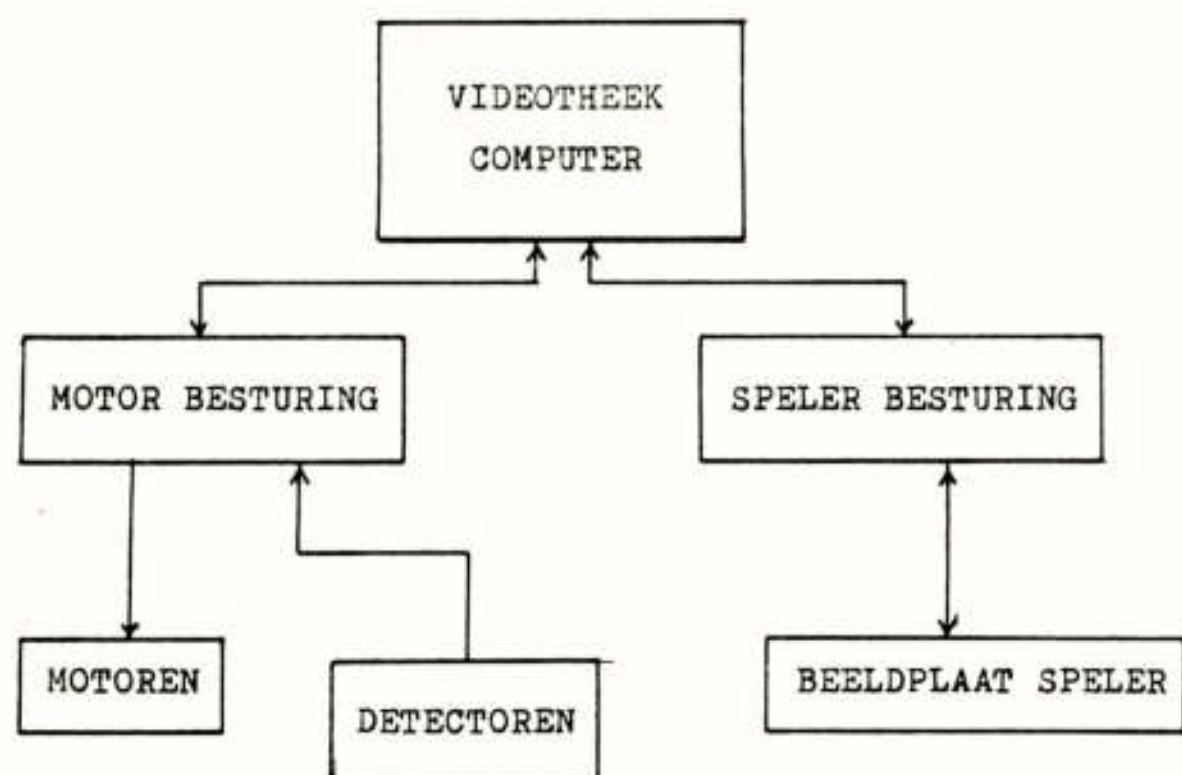 VIDEOTHEEK
COMPUTER
MOTOR BESTURING
SPELER BESTURING
MOTOREN
DETECTOREN
BEELDPLAAT SPELER